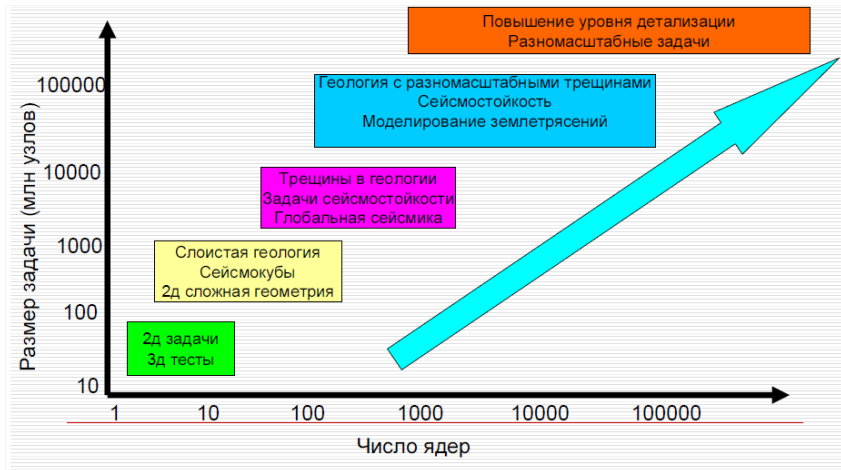 Повышение уровня детализации
Разномасштабные задачи
Геология с разномасштабными трещинами
Сейсмостойкость
Моделирование землетрясений
Трещины в геологии
Задачи сейсмостойкости
Глобальная сейсмика
Слоистая геология
Сейсмокубы
2д сложная геометрия
2д задачи
3д тесты
Размер задачи (млн узлов)
100000
10000
1000
100
10
1 10 100 1000 10000 100000
Число ядер